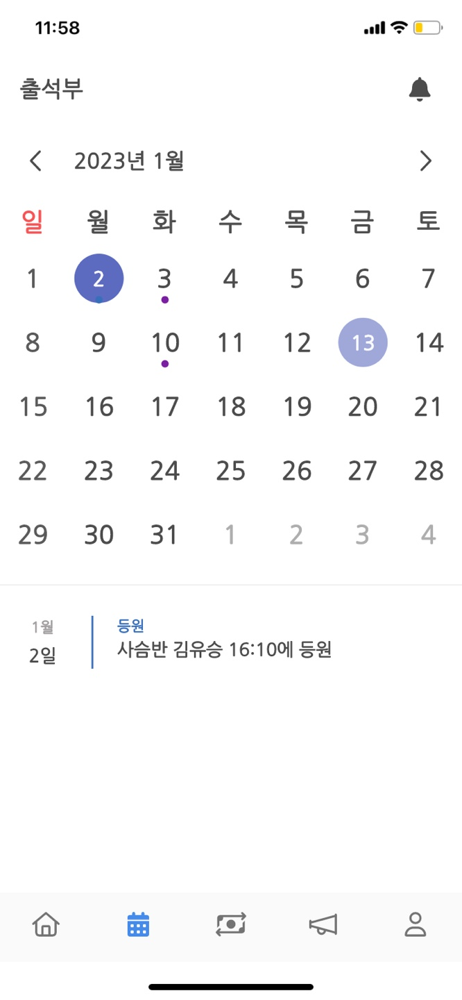 11:58
출석부
2023년 1월
일 월 화 수 목 금 토
1 2 3 4 5 6 7
8 9 10 11 12 13 14
15 16 17 18 19 20 21
22 23 24 25 26 27 28
29 30 31 1 2 3 4
1월
2일
등원
사슴반 김유승 16:10에 등원